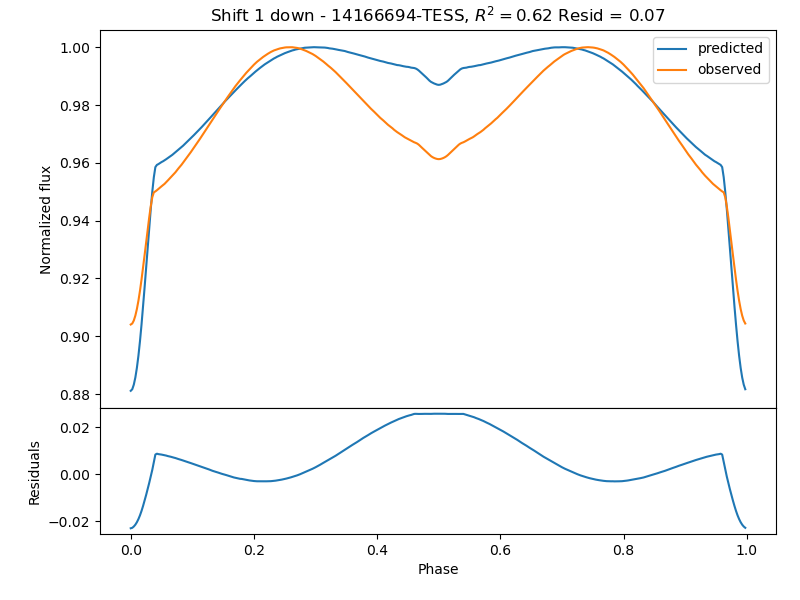 Shift 1 down - 14166694-TESS, R² = 0.62 Resid = 0.07
predicted
observed
Normalized flux
1.00
0.98
0.96
0.94
0.92
0.90
0.88
Residuals
0.02
0.00
−0.02
0.0
0.2
0.4
0.6
0.8
1.0
Phase